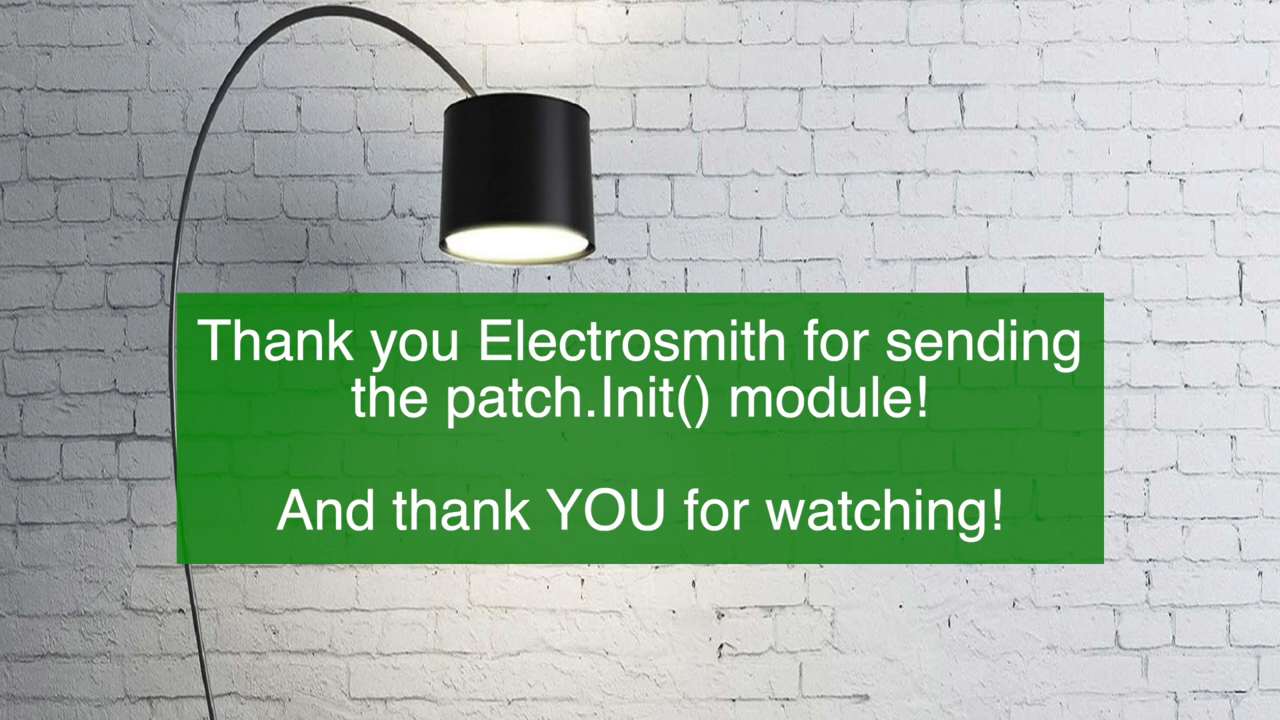 Thank you Electrosmith for sending
the patch.Init() module!
And thank YOU for watching!